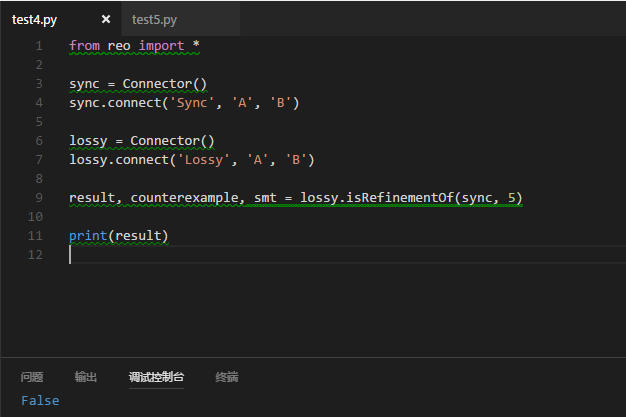 test4.py × test5.py
1 from reo import *
2
3 sync = Connector()
4 sync.connect('Sync', 'A', 'B')
5
6 lossy = Connector()
7 lossy.connect('Lossy', 'A', 'B')
8
9 result, counterexample, smt = lossy.isRefinementOf(sync, 5)
10
11 print(result)
12
问题 输出 调试控制台 终端
False